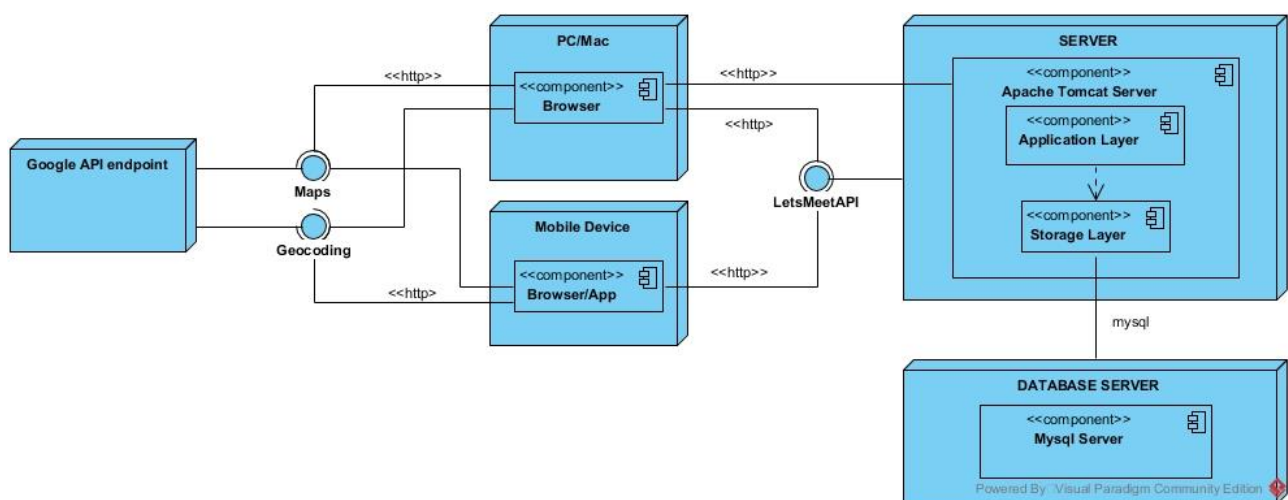 PC/Mac
<<http>>
<<component>>
Browser
<<http>>
<<http>
SERVER
<<component>>
Apache Tomcat Server
<<component>>
Application Layer
<<component>>
Storage Layer
Google API endpoint
Maps
Geocoding
<<http>
LetsMeetAPI
Mobile Device
<<component>>
Browser/App
<<http>>
mysql
DATABASE SERVER
<<component>>
Mysql Server
Powered By Visual Paradigm Community Edition